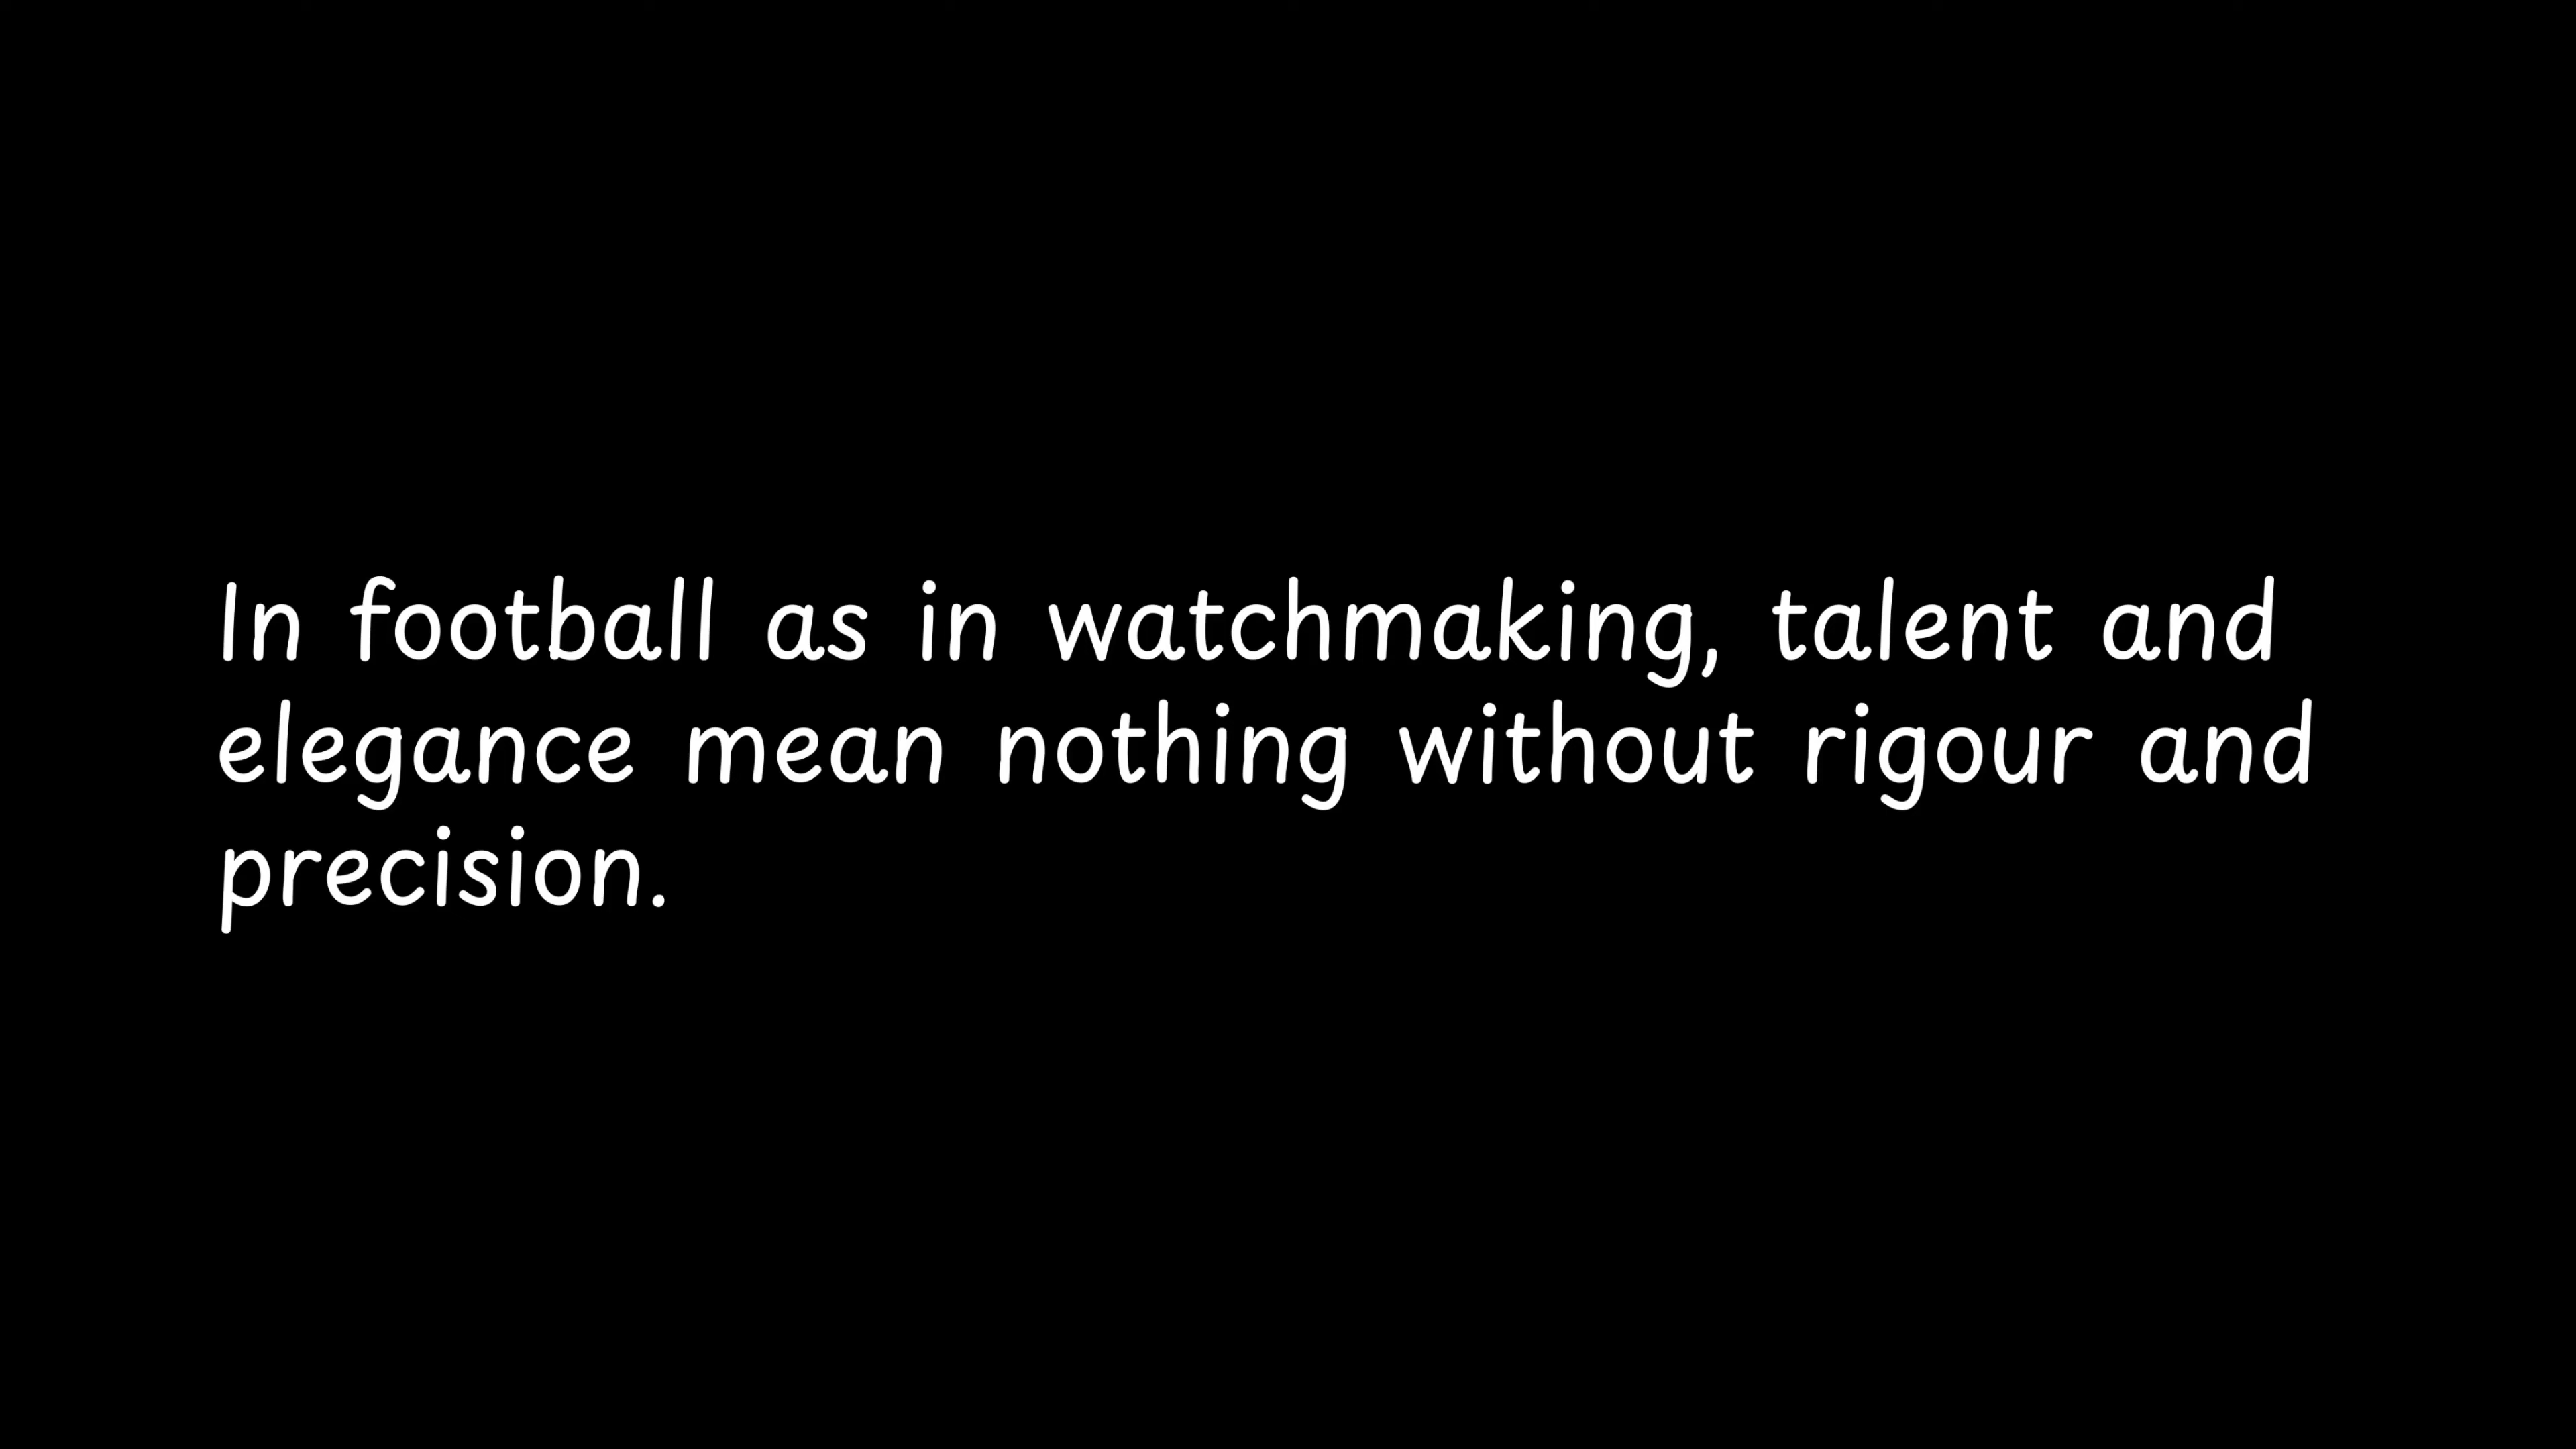 In football as in watchmaking, talent and
elegance mean nothing without rigour and
precision.